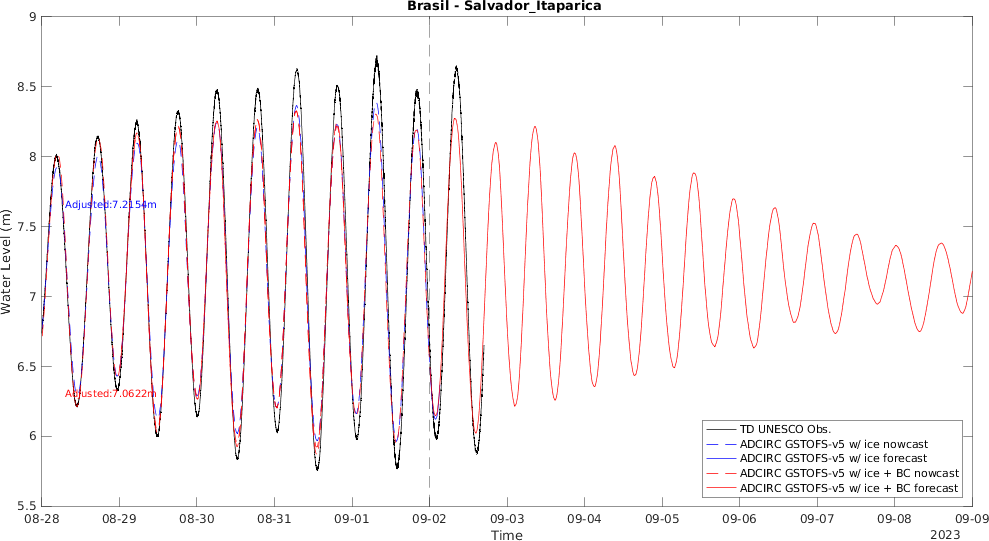 Brasil - Salvador_Itaparica
Water Level (m)
9
8.5
8
7.5
7
6.5
6
5.5
Adjusted:7.2154m
Adjusted:7.0622m
TD UNESCO Obs.
ADCIRC GSTOFS-v5 w/ ice nowcast
ADCIRC GSTOFS-v5 w/ ice forecast
ADCIRC GSTOFS-v5 w/ ice + BC nowcast
ADCIRC GSTOFS-v5 w/ ice + BC forecast
08-28 08-29 08-30 08-31 09-01 09-02 09-03 09-04 09-05 09-06 09-07 09-08 09-09
Time
2023